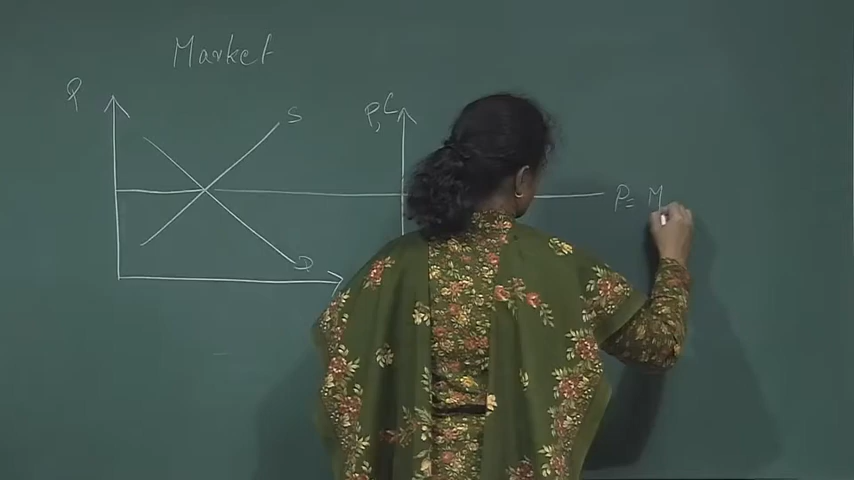 Market
P
S
D
P, C
P = M